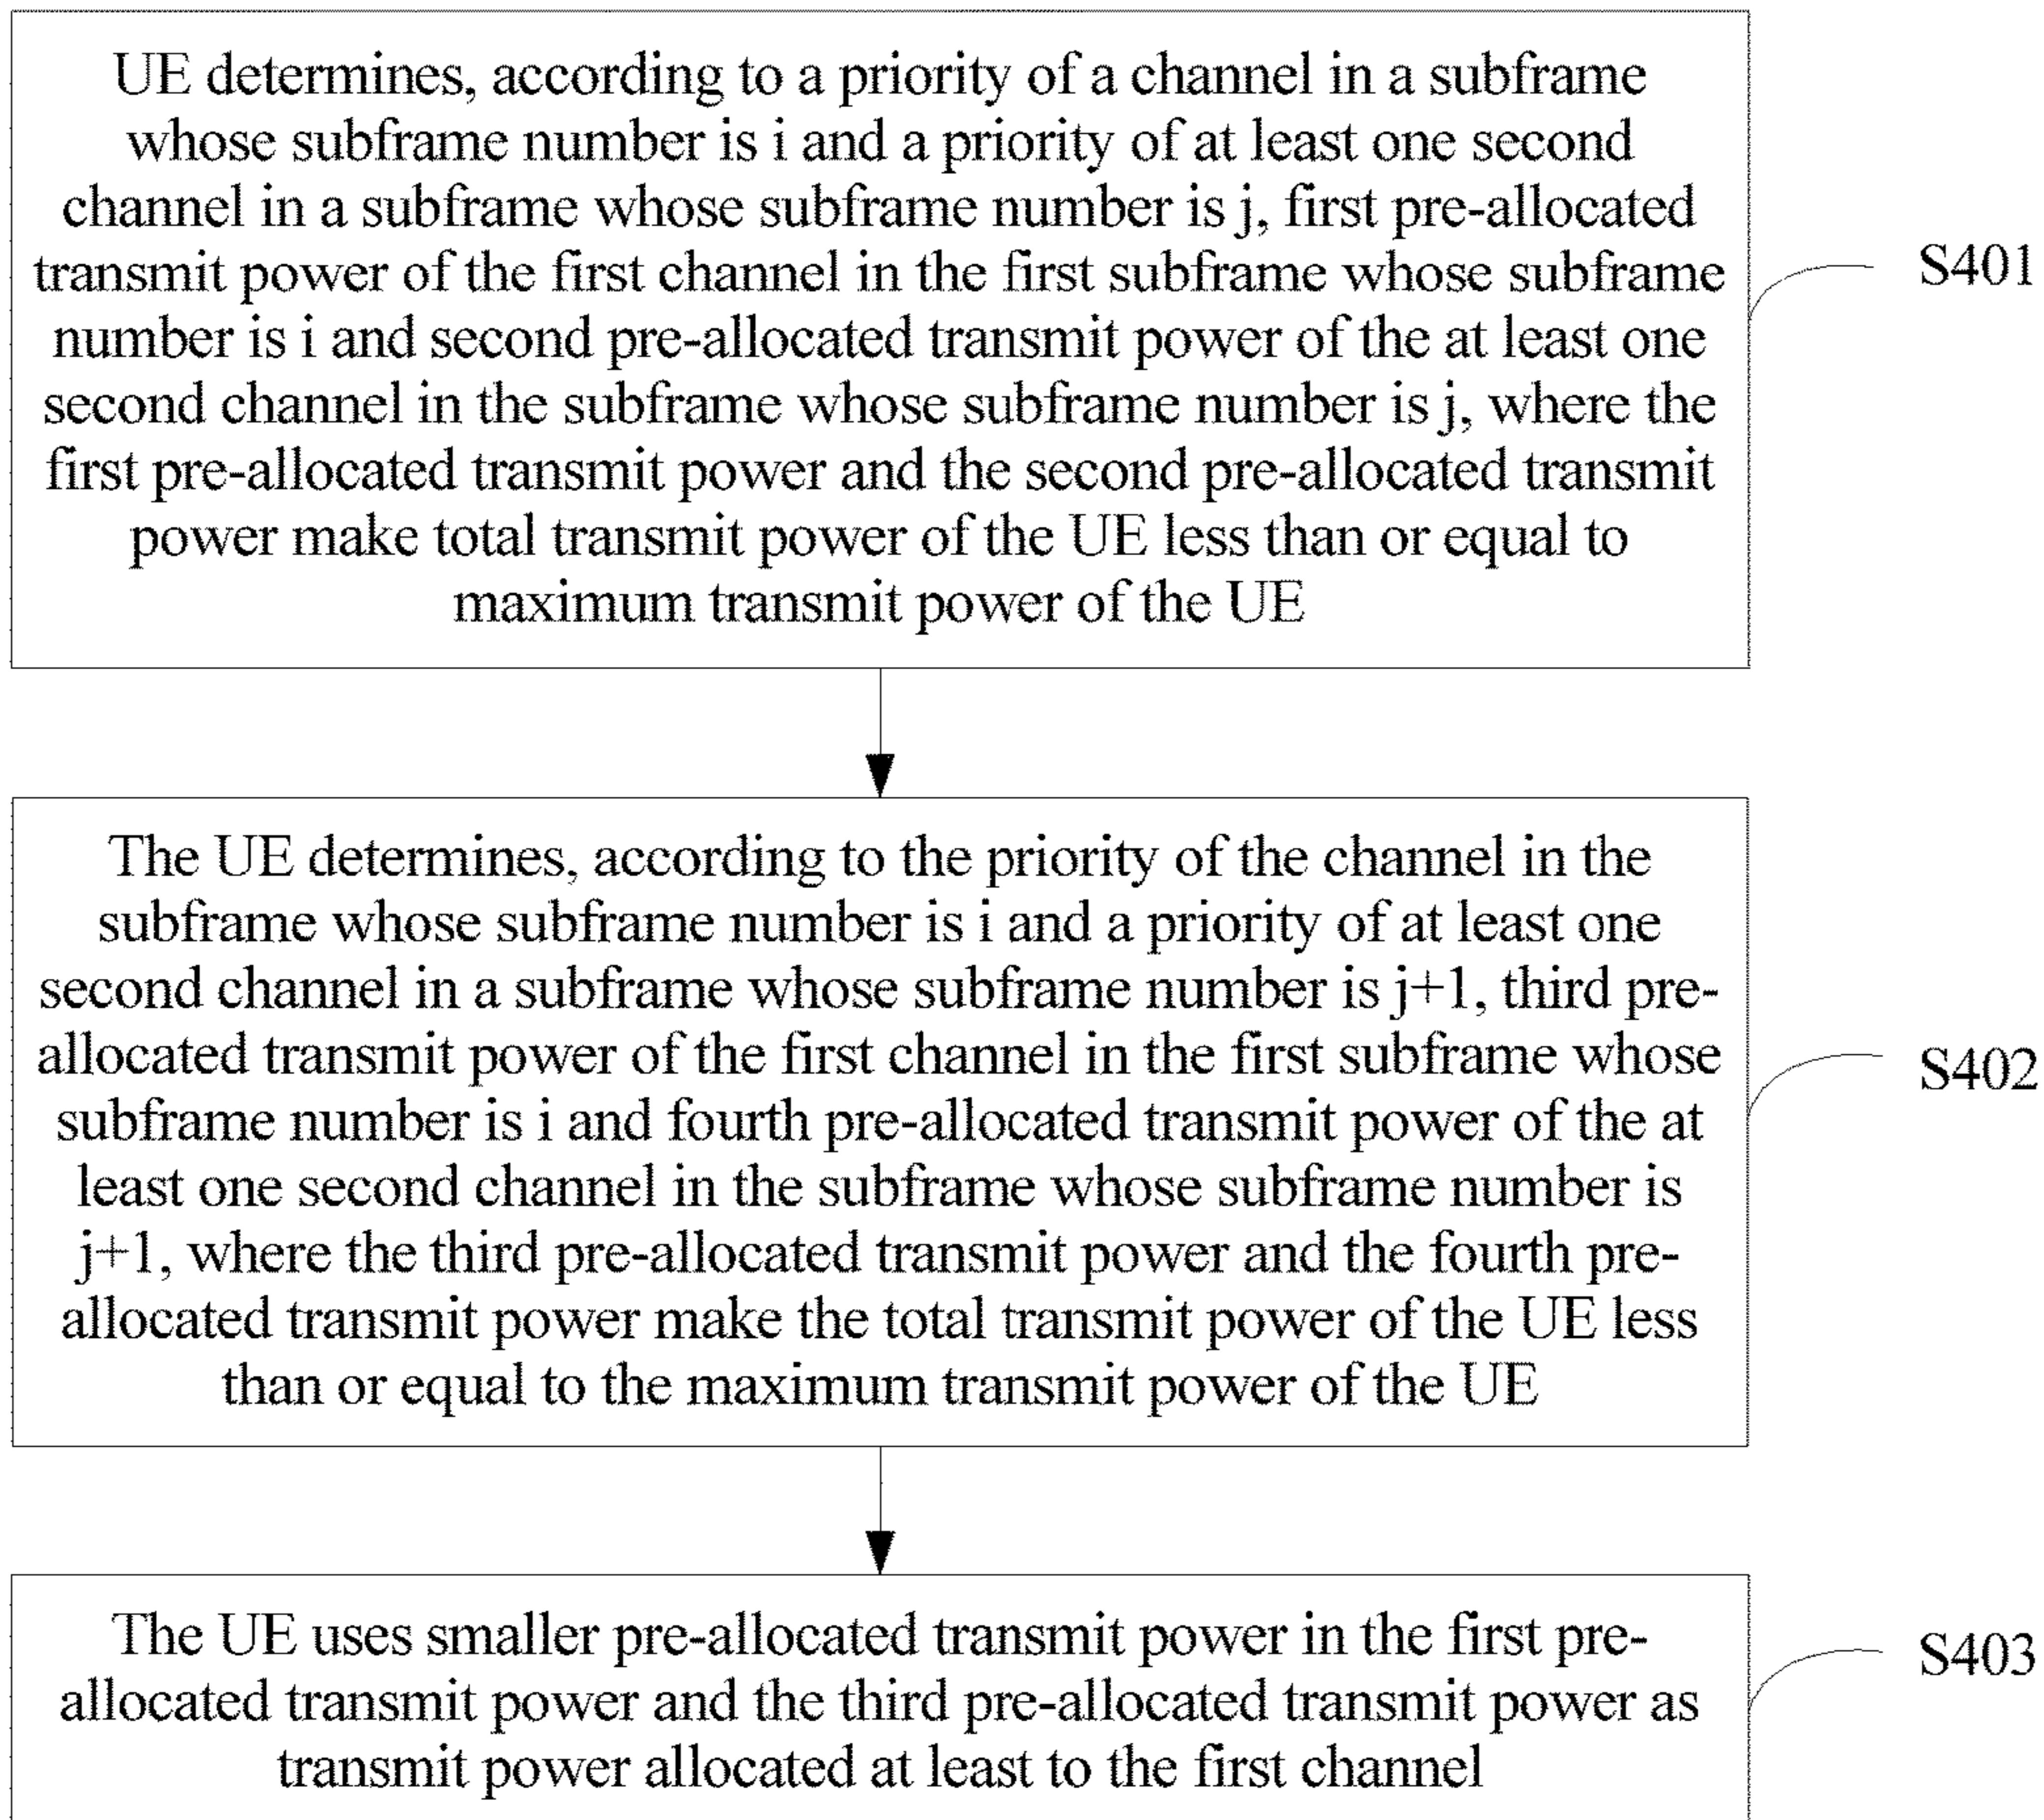 UE determines, according to a priority of a channel in a subframe
whose subframe number is i and a priority of at least one second
channel in a subframe whose subframe number is j, first pre-allocated
transmit power of the first channel in the first subframe whose subframe
number is i and second pre-allocated transmit power of the at least one
second channel in the subframe whose subframe number is j, where the
first pre-allocated transmit power and the second pre-allocated transmit
power make total transmit power of the UE less than or equal to
maximum transmit power of the UE
S401
The UE determines, according to the priority of the channel in the
subframe whose subframe number is i and a priority of at least one
second channel in a subframe whose subframe number is j+1, third pre-
allocated transmit power of the first channel in the first subframe whose
subframe number is i and fourth pre-allocated transmit power of the at
least one second channel in the subframe whose subframe number is
j+1, where the third pre-allocated transmit power and the fourth pre-
allocated transmit power make the total transmit power of the UE less
than or equal to the maximum transmit power of the UE
S402
The UE uses smaller pre-allocated transmit power in the first pre-
allocated transmit power and the third pre-allocated transmit power as
transmit power allocated at least to the first channel
S403